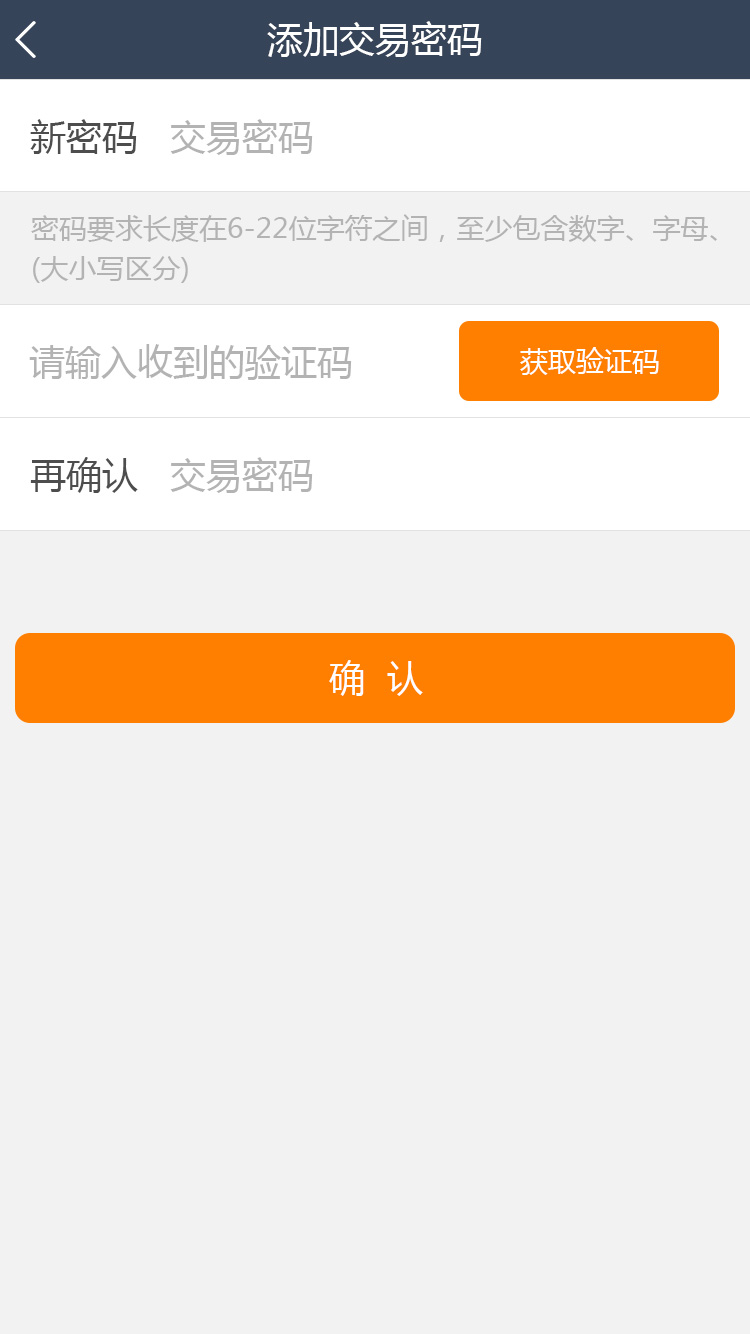 添加交易密码
新密码 交易密码
密码要求长度在6-22位字符之间，至少包含数字、字母、
(大小写区分)
请输入收到的验证码 获取验证码
再确认 交易密码
确 认